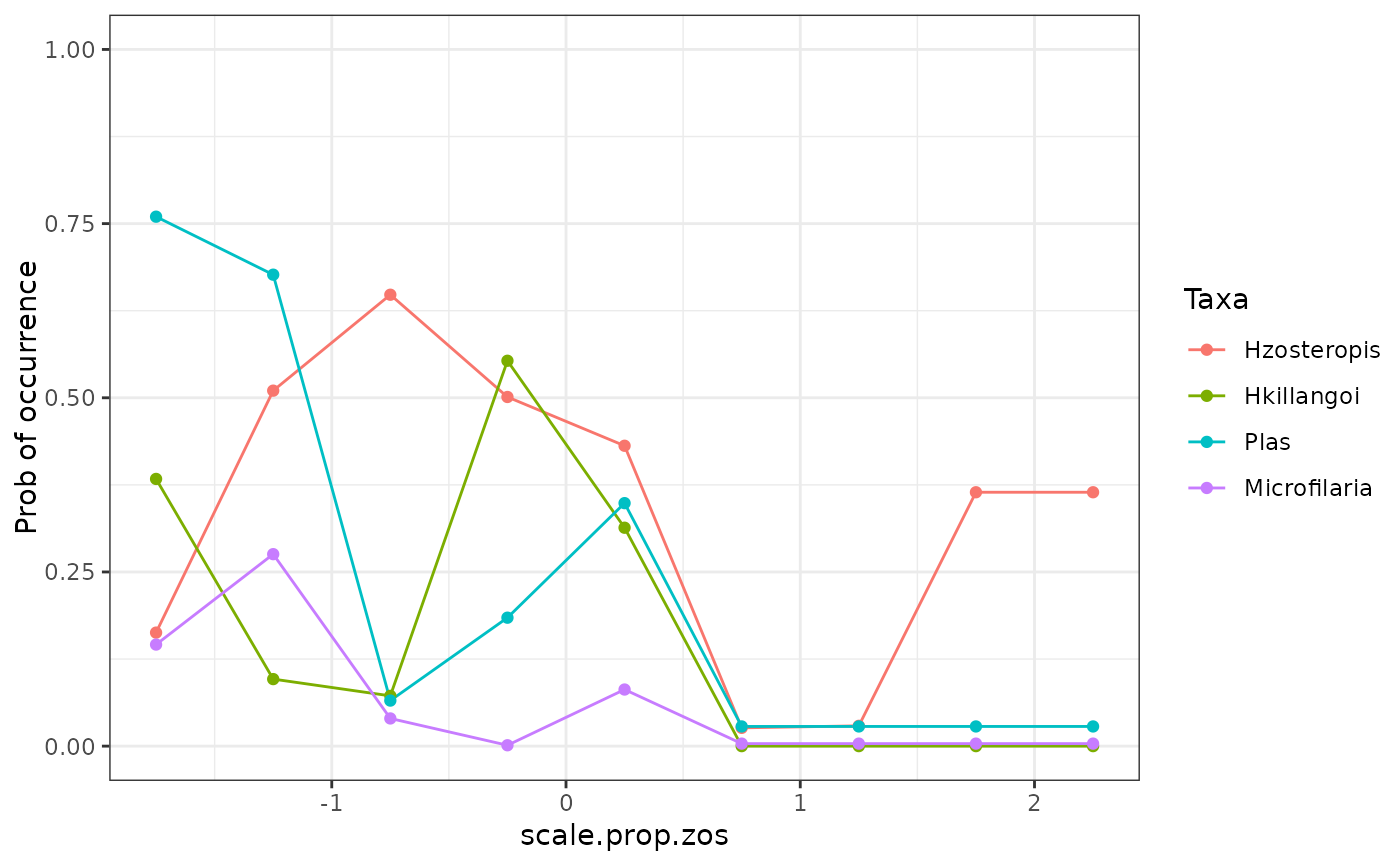 1.00
0.75
0.50
0.25
0.00
Prob of occurrence
-1
0
1
2
scale.prop.zos
Taxa
Hzosteropis
Hkillangoi
Plas
Microfilaria